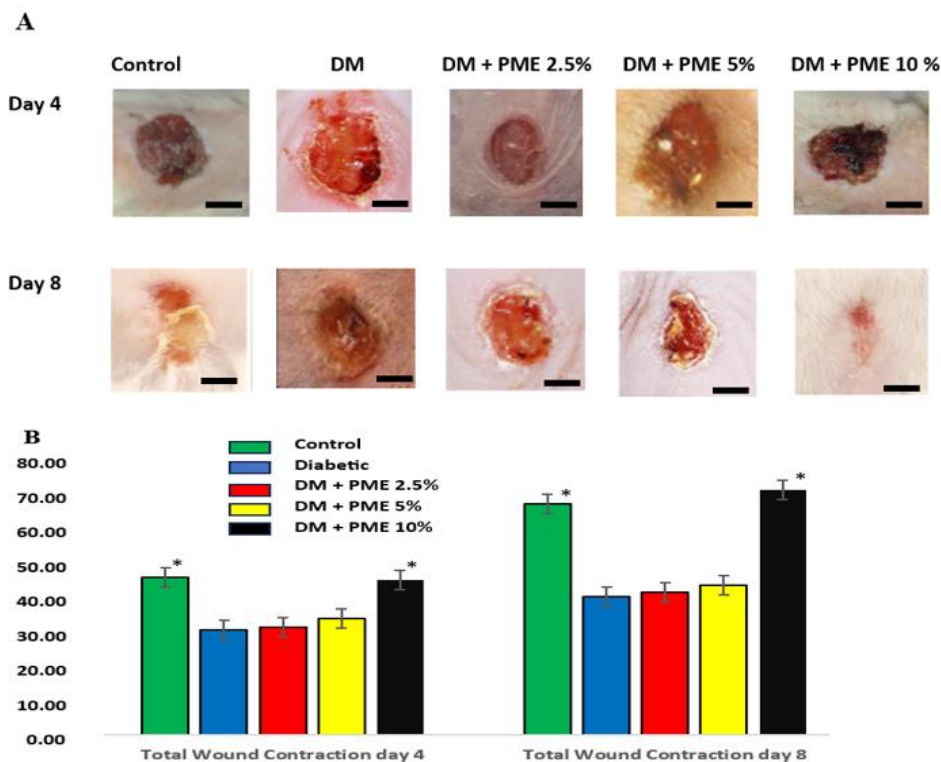 A
Control DM DM + PME 2.5% DM + PME 5% DM + PME 10 %
Day 4
Day 8
B
Control
Diabetic
DM + PME 2.5%
DM + PME 5%
DM + PME 10%
80.00
70.00
60.00
50.00
40.00
30.00
20.00
10.00
0.00
* * * *
Total Wound Contraction day 4 Total Wound Contraction day 8